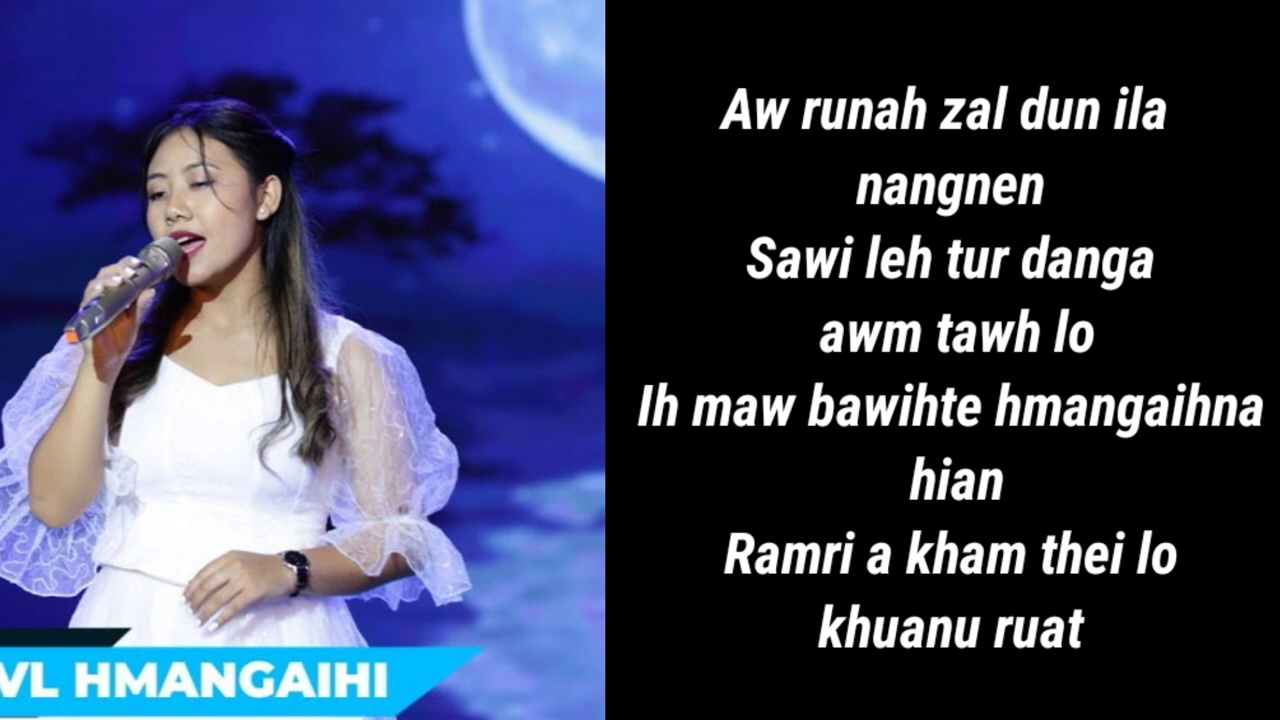 VL HMANGAIHI
Aw runah zal dun ila
nangnen
Sawi leh tur danga
awm tawh lo
Ih maw bawihte hmangaihna
hian
Ramri a kham thei lo
khuanu ruat